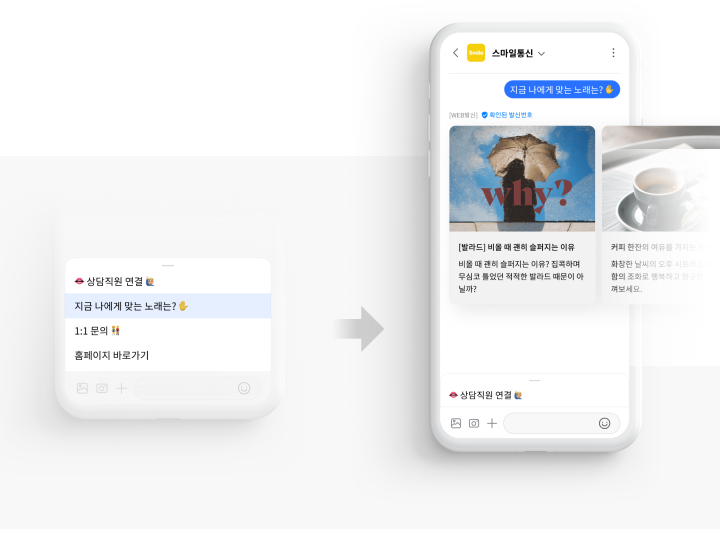 상담직원 연결
지금 나에게 맞는 노래는?
1:1 문의
홈페이지 바로가기
Smile
스마일통신
지금 나에게 맞는 노래는?
[WEB발신] 확인된 발신번호
why?
[발라드] 비올 때 괜히 슬퍼지는 이유
비올 때 괜히 슬퍼지는 이유? 집콕하며
무심코 틀었던 적적한 발라드 때문이 아
닐까?
커피 한잔의 여유를
화창한 날씨의 오후
함의 조화로 행복하고
껴보세요.
상담직원 연결